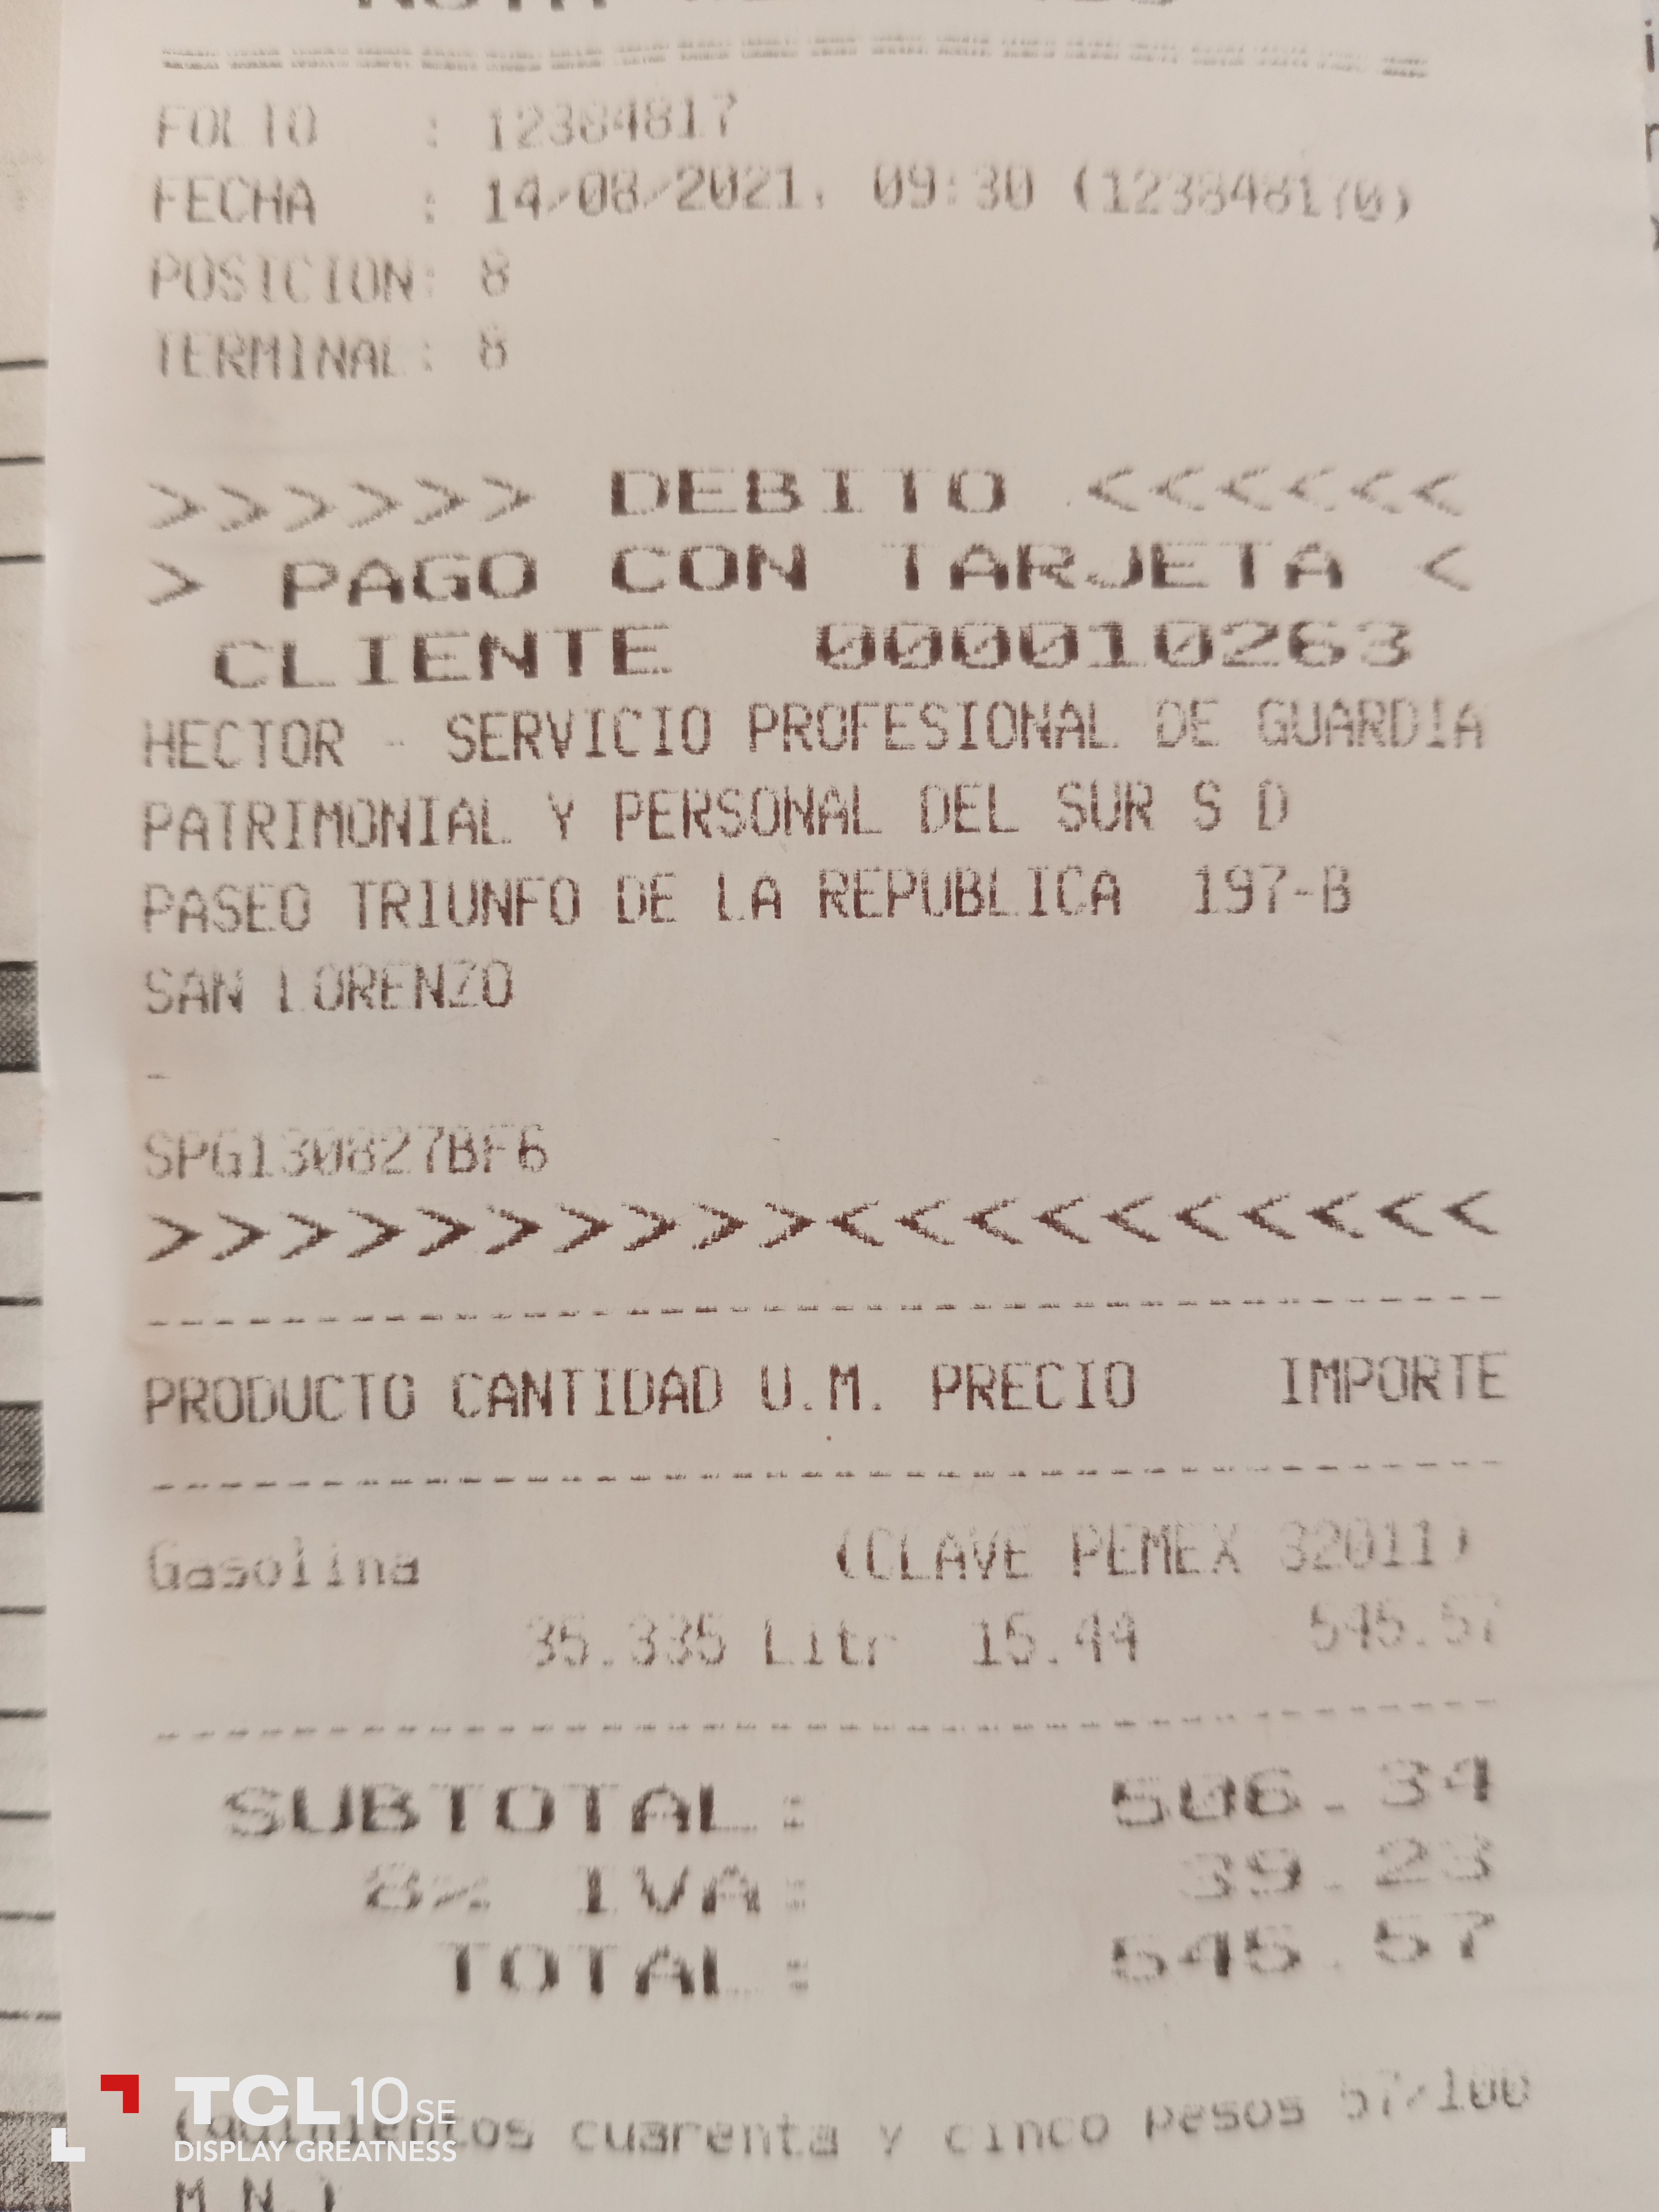 FOLIO : 12384817
FECHA : 14/08/2021, 09:30 (123848170)
POSICION: 8
TERMINAL: 8
>>>>>> DEBITO <<<<<<
> PAGO CON TARJETA <
CLIENTE 000010263
HECTOR - SERVICIO PROFESIONAL DE GUARDIA
PATRIMONIAL Y PERSONAL DEL SUR S D
PASEO TRIUNFO DE LA REPUBLICA 197-B
SAN LORENZO
-
SPG130827BF6
>>>>>>>>>><<<<<<<<<<
PRODUCTO CANTIDAD U.M. PRECIO IMPORTE
Gasolina (CLAVE PEMEX 32011)
35.335 Litr 15.44 545.57
SUBTOTAL: 506.34
8% IVA: 39.23
TOTAL: 545.57
(Quinientos cuarenta y cinco pesos 57/100
M.N.)
TCL 10 SE
DISPLAY GREATNESS